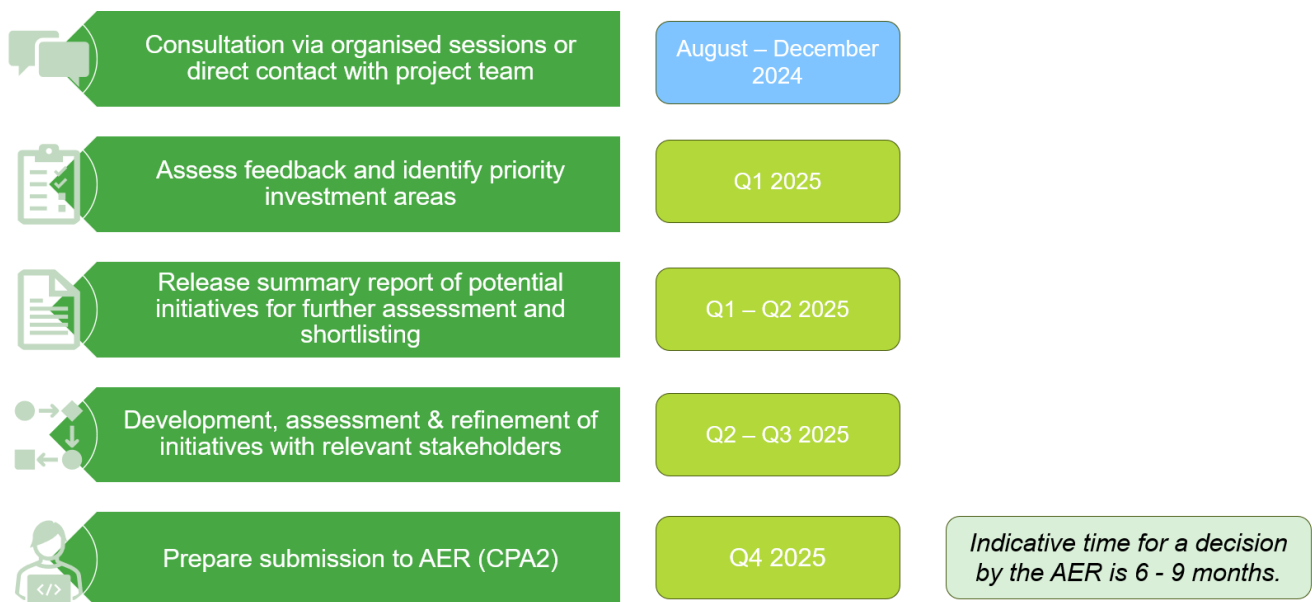 Consultation via organised sessions or
direct contact with project team
August – December
2024
Assess feedback and identify priority
investment areas
Q1 2025
Release summary report of potential
initiatives for further assessment and
shortlisting
Q1 – Q2 2025
Development, assessment & refinement of
initiatives with relevant stakeholders
Q2 – Q3 2025
Prepare submission to AER (CPA2)
Q4 2025
Indicative time for a decision
by the AER is 6 - 9 months.